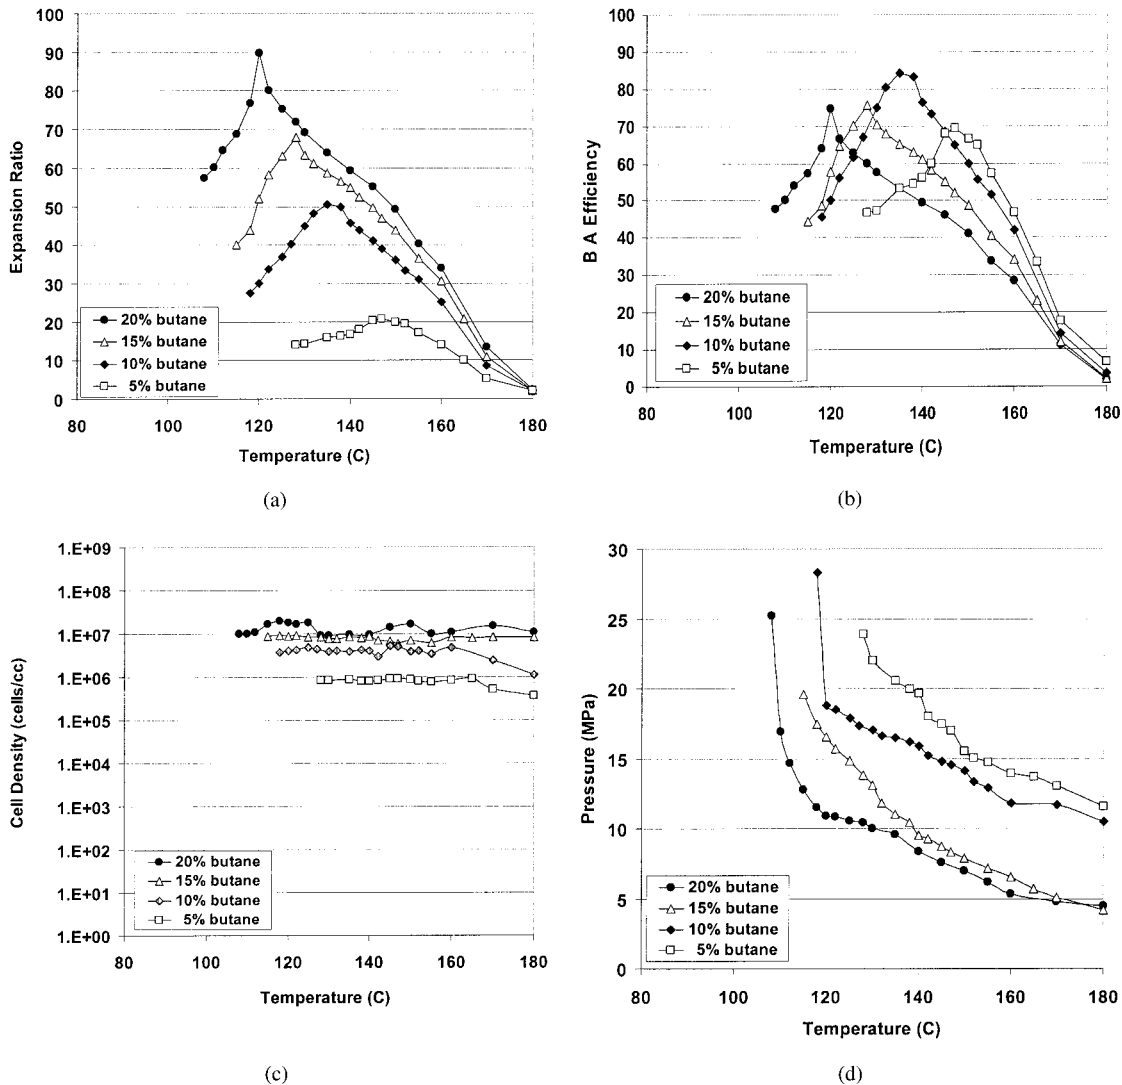 100
90
80
70
60
50
40
30
20
10
0
Expansion Ratio
20% butane
15% butane
10% butane
5% butane
80 100 120 140 160 180
Temperature (C)
(a)
100
90
80
70
60
50
40
30
20
10
0
B A Efficiency
20% butane
15% butane
10% butane
5% butane
80 100 120 140 160 180
Temperature (C)
(b)
1.E+09
1.E+08
1.E+07
1.E+06
1.E+05
1.E+04
1.E+03
1.E+02
1.E+01
1.E+00
Cell Density (cells/cc)
20% butane
15% butane
10% butane
5% butane
80 100 120 140 160 180
Temperature (C)
(c)
30
25
20
15
10
5
0
Pressure (MPa)
20% butane
15% butane
10% butane
5% butane
80 100 120 140 160 180
Temperature (C)
(d)